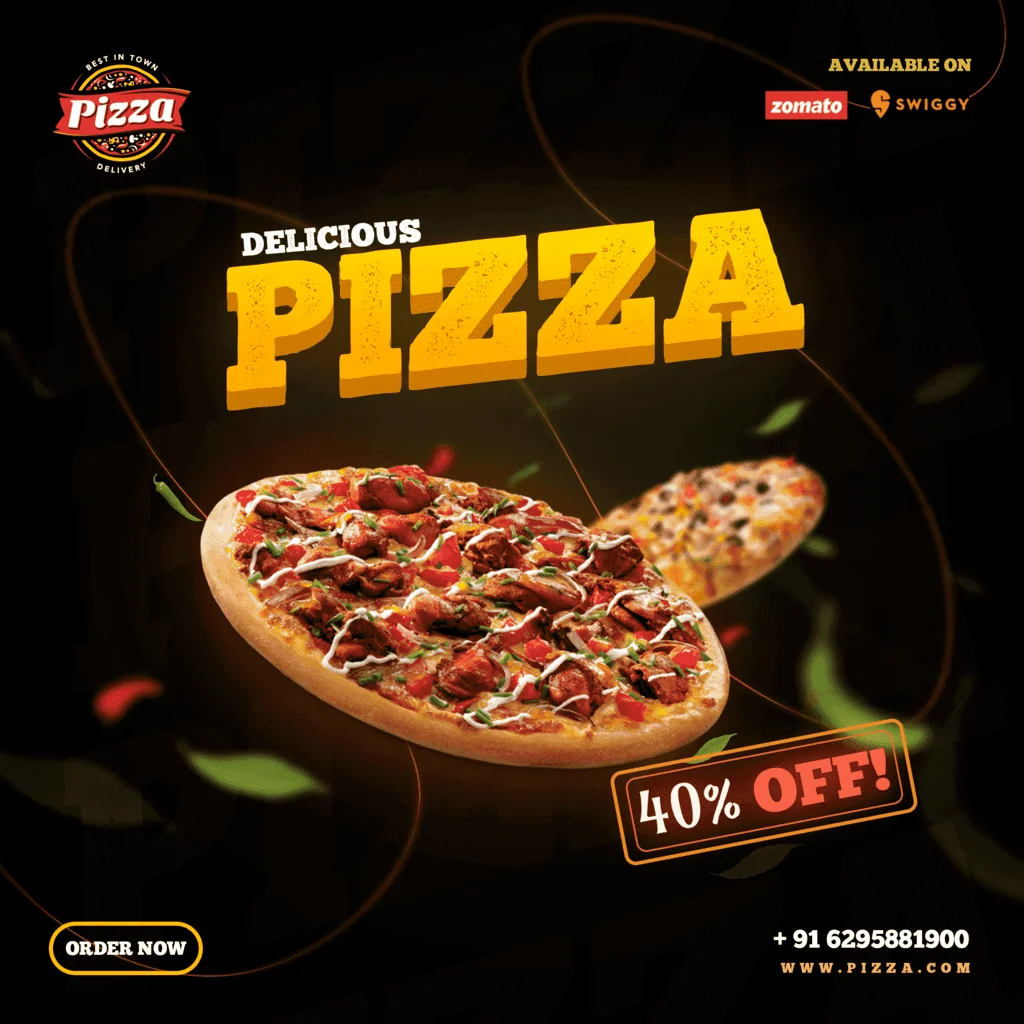 BEST IN TOWN
Pizza
DELIVERY
AVAILABLE ON
zomato SWIGGY
DELICIOUS
PIZZA
40% OFF!
ORDER NOW
+ 91 6295881900
WWW.PIZZA.COM